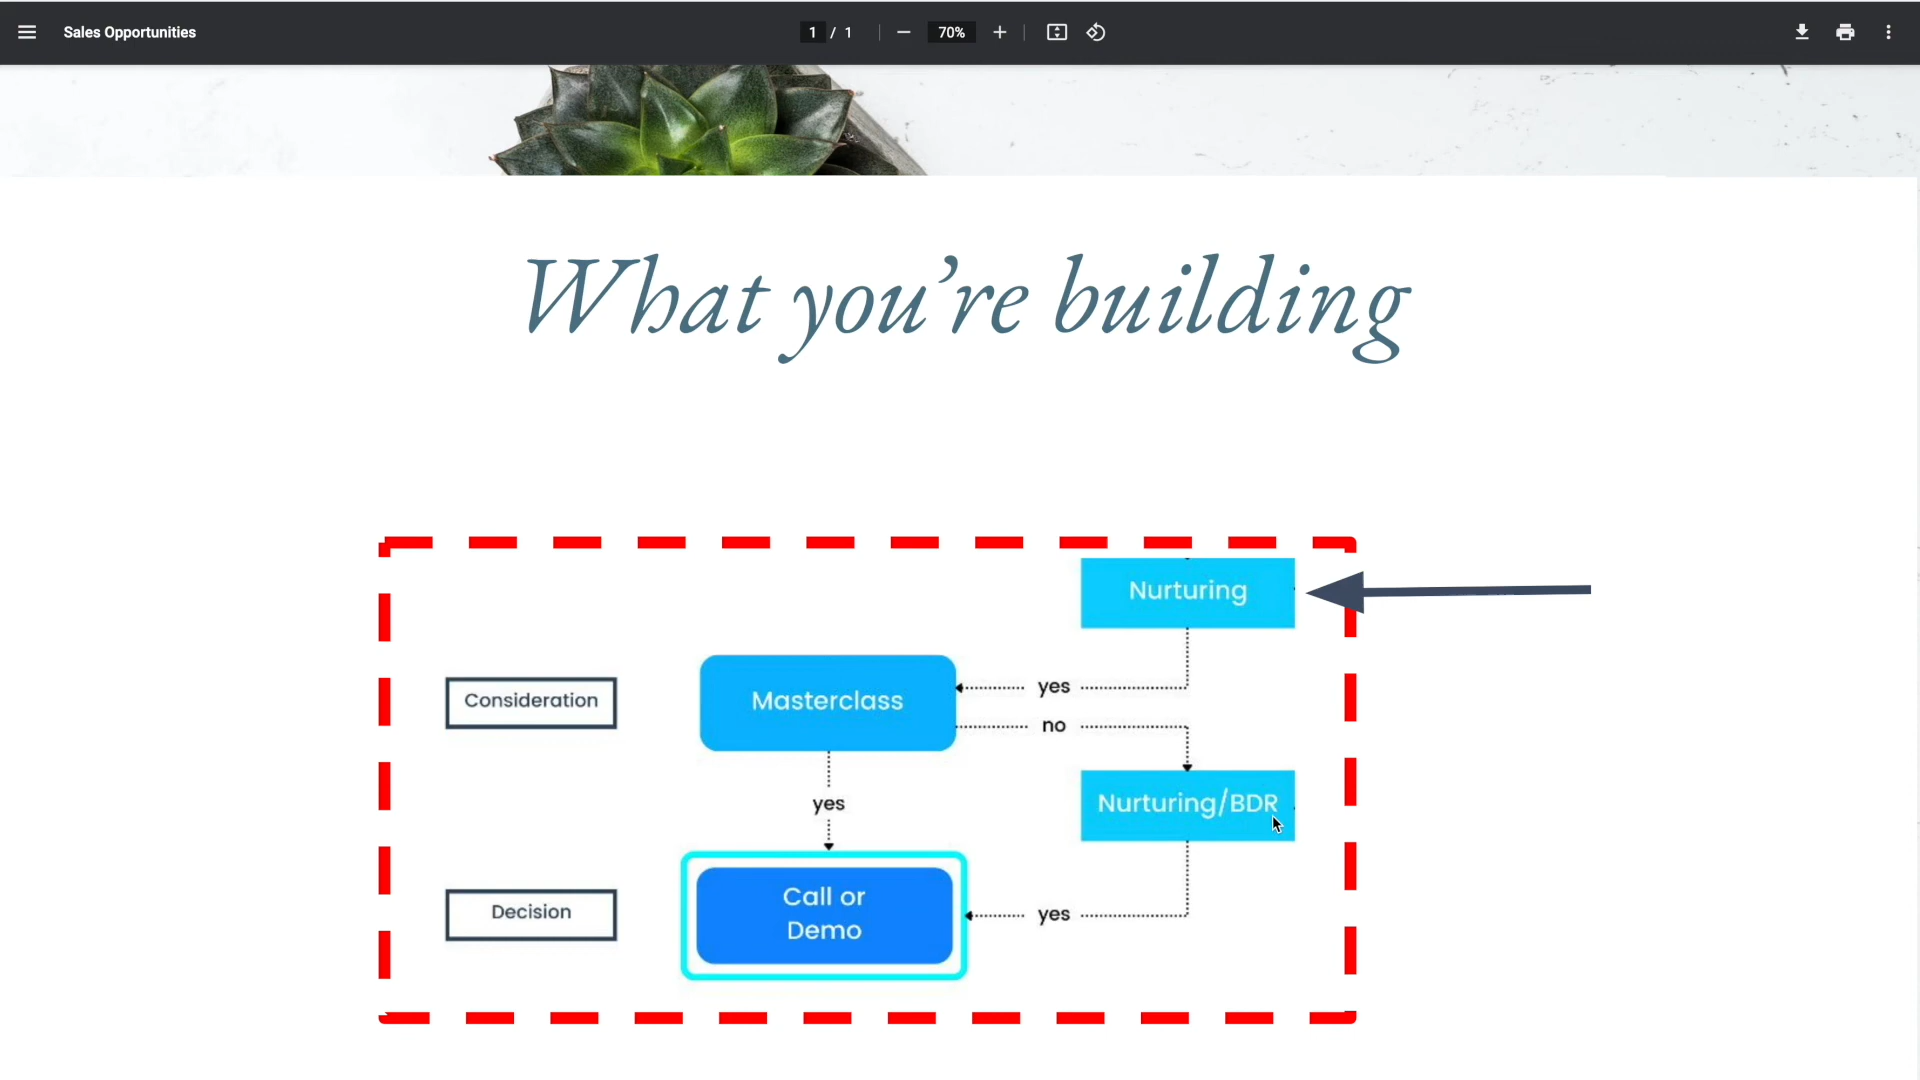 Sales Opportunities
1 / 1
70%
What you're building
Nurturing
yes
Consideration
Masterclass
no
yes
Nurturing/BDR
Call or
Demo
Decision
yes